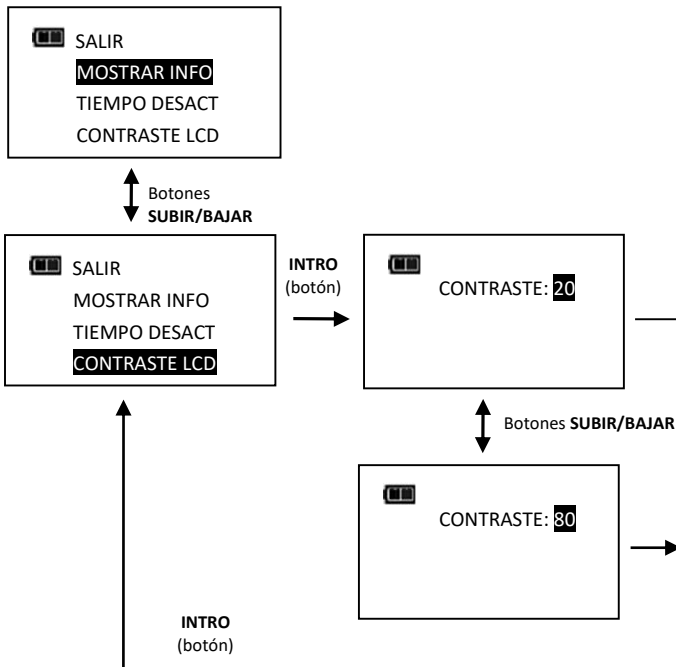 SALIR
MOSTRAR INFO
TIEMPO DESACT
CONTRASTE LCD
Botones
SUBIR/BAJAR
SALIR
MOSTRAR INFO
TIEMPO DESACT
CONTRASTE LCD
INTRO
(botón)
CONTRASTE: 20
Botones SUBIR/BAJAR
CONTRASTE: 80
INTRO
(botón)